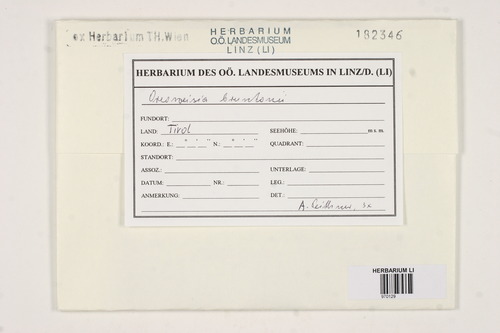 ex Herbarium TH.Wien
HERBARIUM
O.Ö. LANDESMUSEUM
LINZ (LI)
182346
HERBARIUM DES OÖ. LANDESMUSEUMS IN LINZ/D. (LI)
FUNDORT:
LAND: Tirol SEEHÖHE: m s. m.
KOORD. E.: ° ' " N.: ° ' " QUADRANT:
STANDORT:
ASSOZ.: UNTERLAGE:
DATUM: NR.: LEG.:
ANMERKUNG: DET.:
A.
HERBARIUM LI
970129